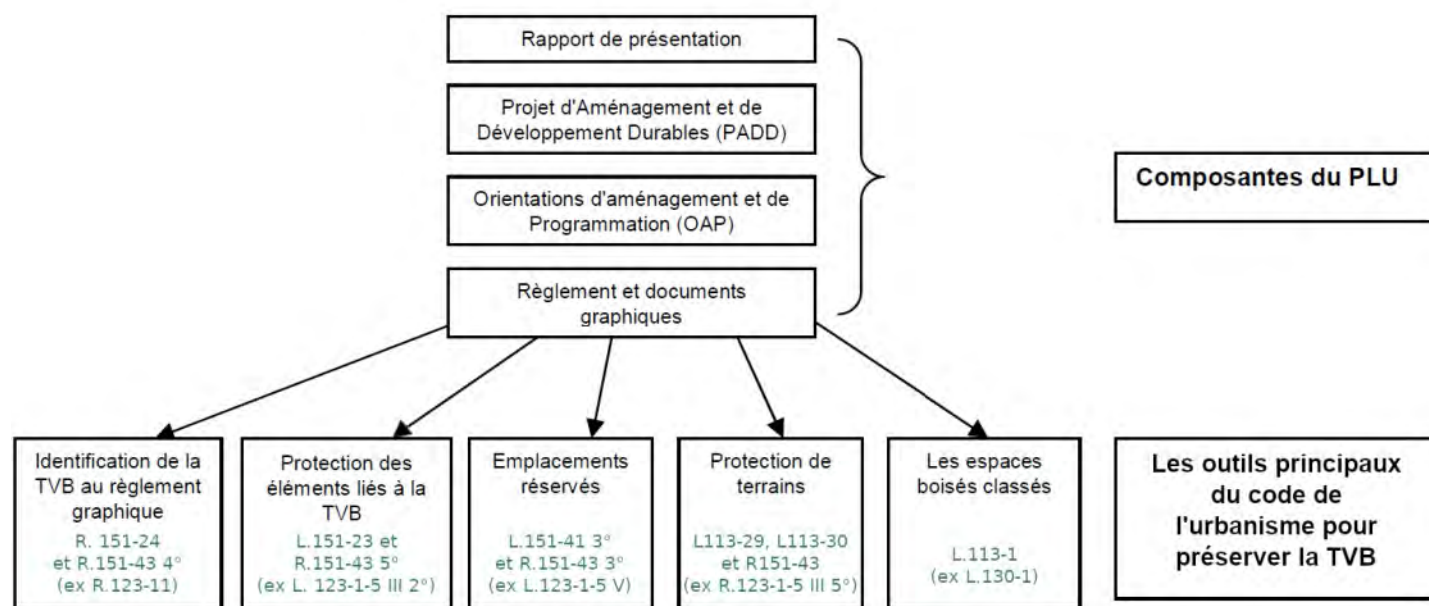 Rapport de présentation
Projet d'Aménagement et de
Développement Durables (PADD)
Orientations d'aménagement et de
Programmation (OAP)
Règlement et documents
graphiques
Composantes du PLU
Identification de la
TVB au règlement
graphique
R. 151-24
et R.151-43 4°
(ex R.123-11)
Protection des
éléments liés à la
TVB
L.151-23 et
R.151-43 5°
(ex L. 123-1-5 III 2°)
Emplacements
réservés
L.151-41 3°
et R.151-43 3°
(ex L.123-1-5 V)
Protection de
terrains
L113-29, L113-30
et R151-43
(ex R.123-1-5 III 5°)
Les espaces
boisés classés
L.113-1
(ex L.130-1)
Les outils principaux
du code de
l'urbanisme pour
préserver la TVB